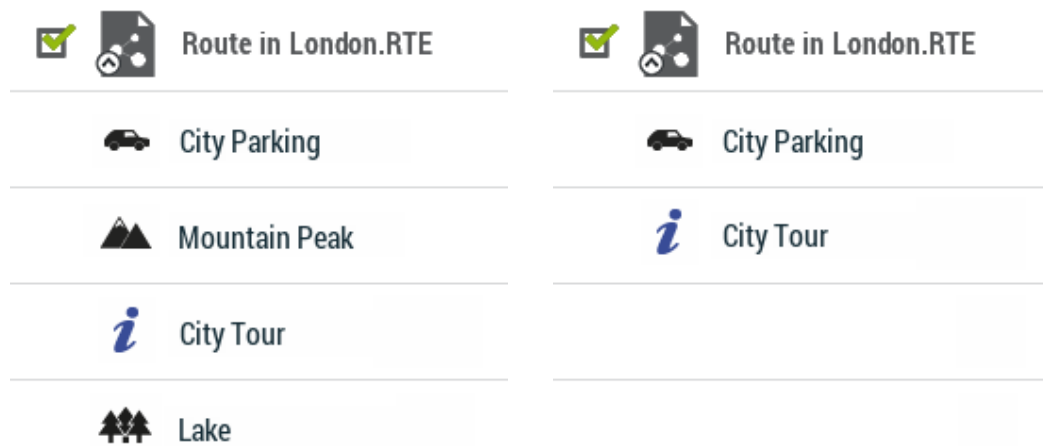 Route in London.RTE
City Parking
Mountain Peak
City Tour
Lake
Route in London.RTE
City Parking
City Tour